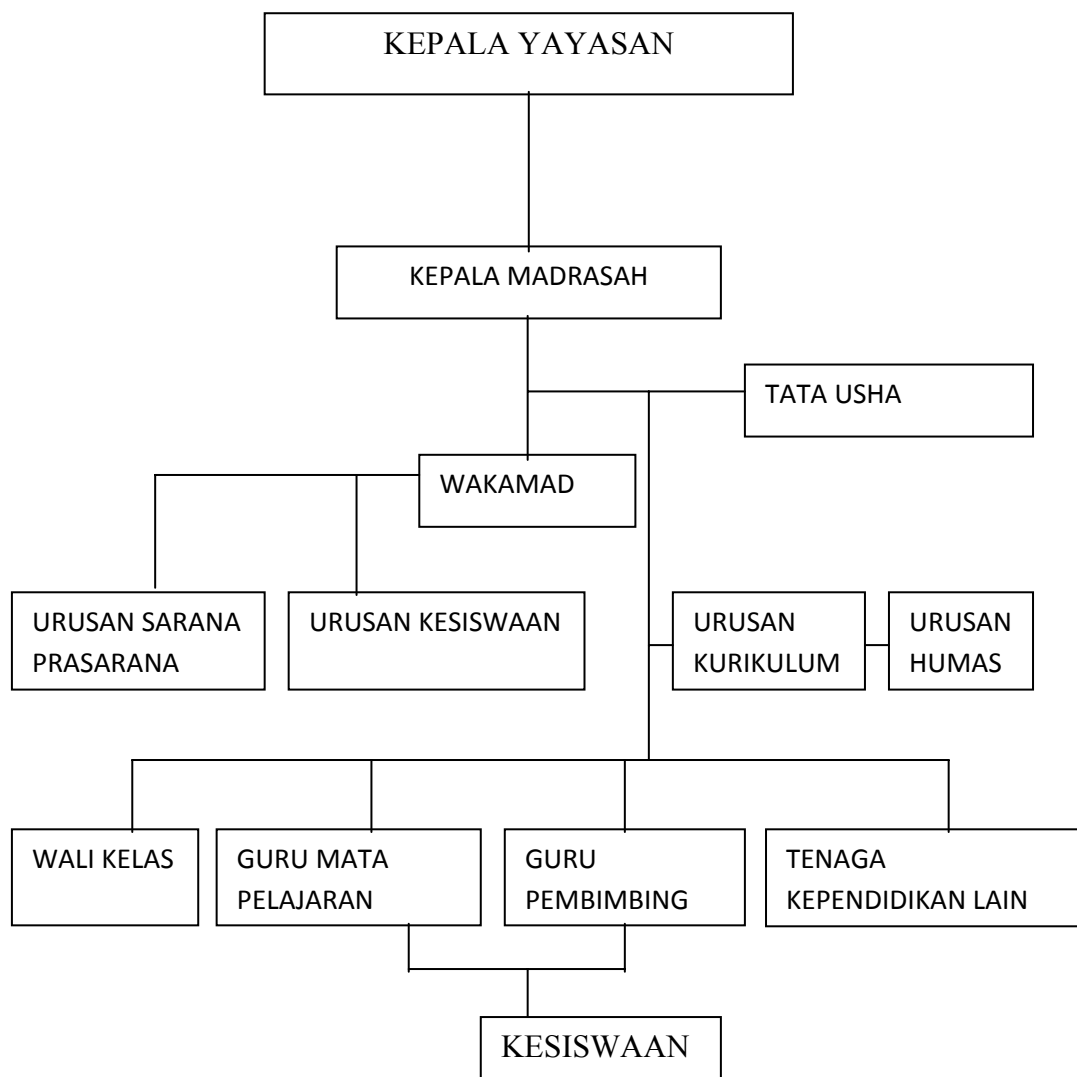 KEPALA YAYASAN
KEPALA MADRASAH
TATA USHA
WAKAMAD
URUSAN SARANA
PRASARANA
URUSAN KESISWAAN
URUSAN
KURIKULUM
URUSAN
HUMAS
WALI KELAS
GURU MATA
PELAJARAN
GURU
PEMBIMBING
TENAGA
KEPENDIDIKAN LAIN
KESISWAAN